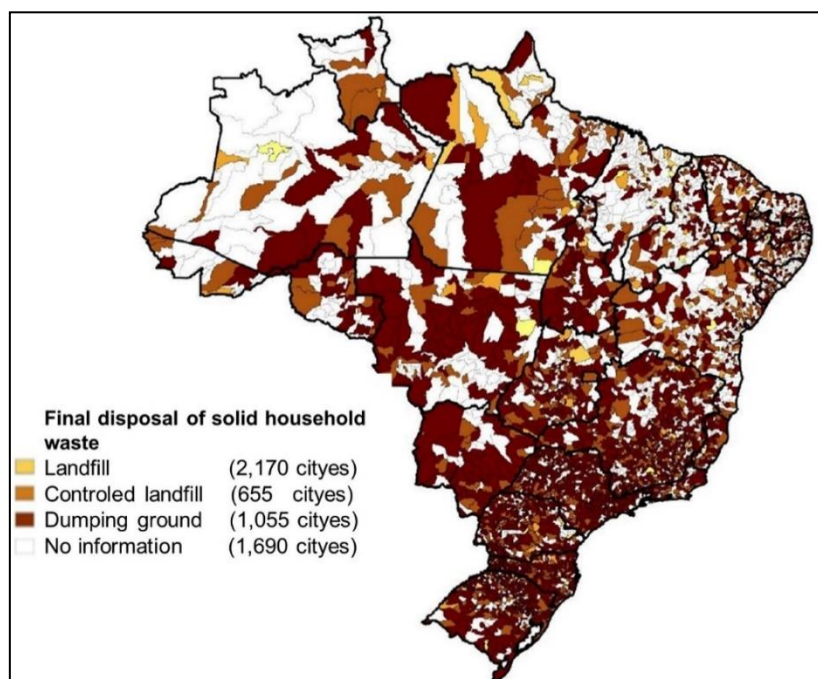 Final disposal of solid household
waste
Landfill (2,170 cityes)
Controled landfill (655 cityes)
Dumping ground (1,055 cityes)
No information (1,690 cityes)